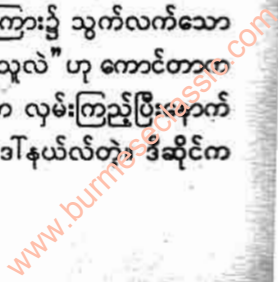 ကြား၌ သွက်လက်သော
သူလဲ"ဟု ကောင်တာက
က လှမ်းကြည့်ပြီးနောက်
ဒေါ်နယ်လ်တဲ့။ ဒီဆိုင်က
www.burmeseclassic.com